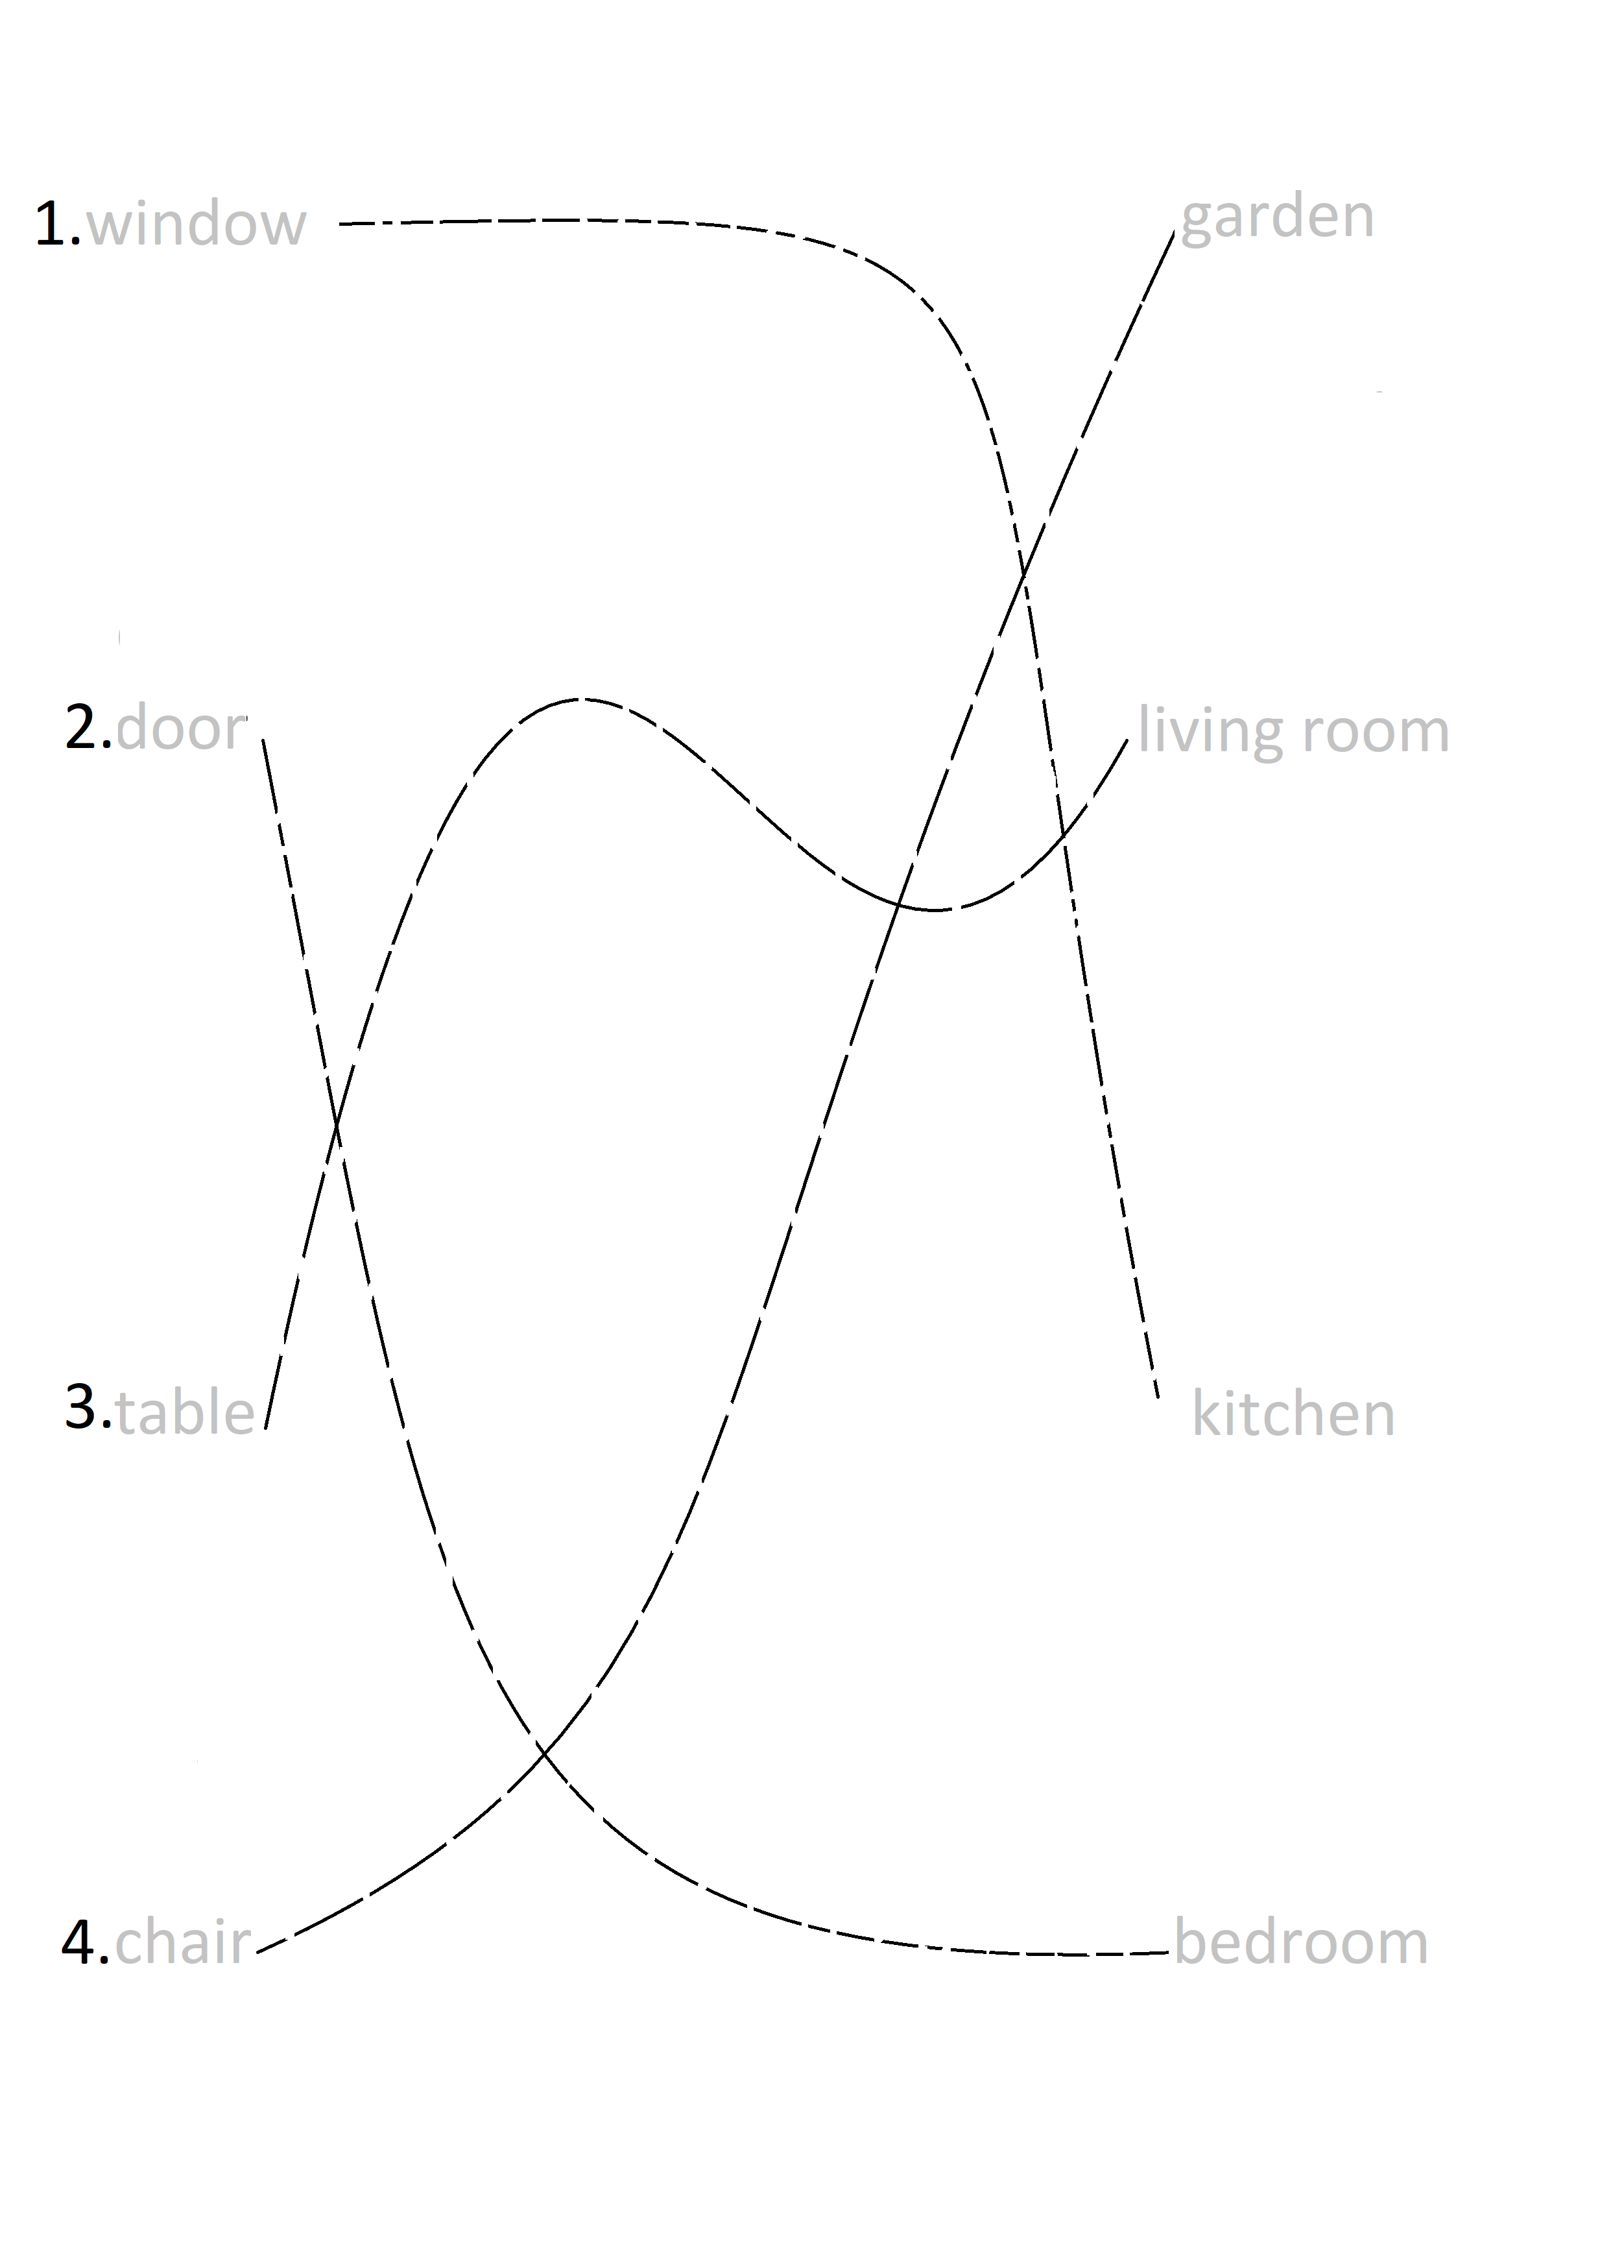 1.window garden
2.door living room
3.table kitchen
4.chair bedroom